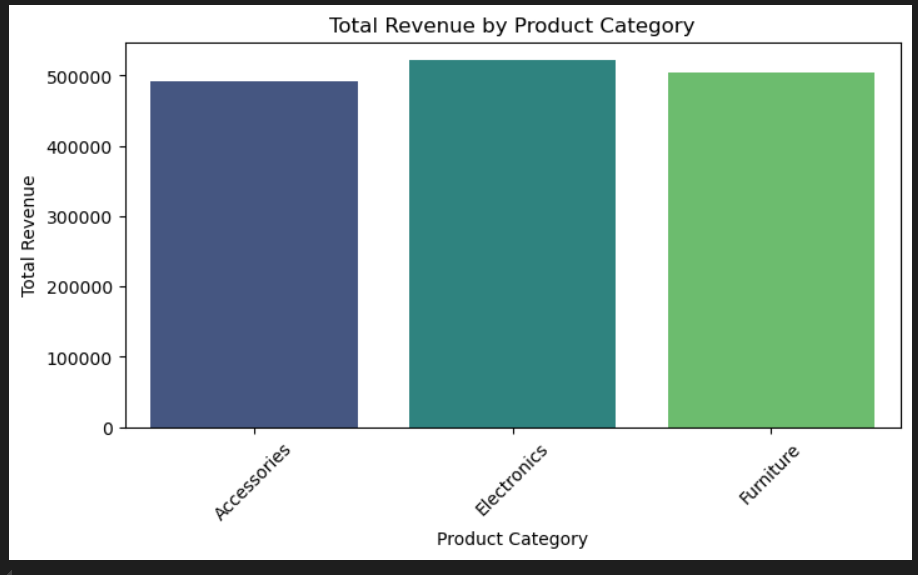 Total Revenue by Product Category
Total Revenue
500000
400000
300000
200000
100000
0
Accessories
Electronics
Furniture
Product Category